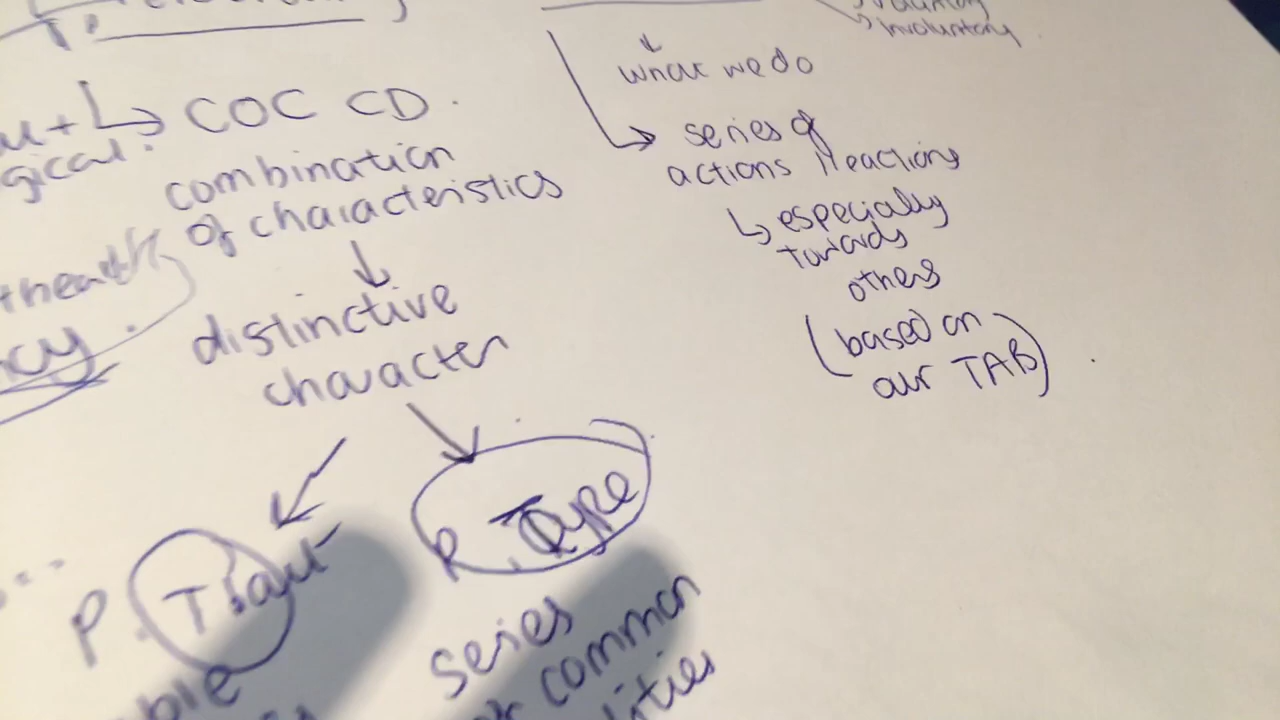 COC CD.
combination
of characteristics
distinctive
character
P. Trait
P. Type
series
common
involuntary
what we do
series of
actions / reactions
especially
towards
others
(based on
our TAB)